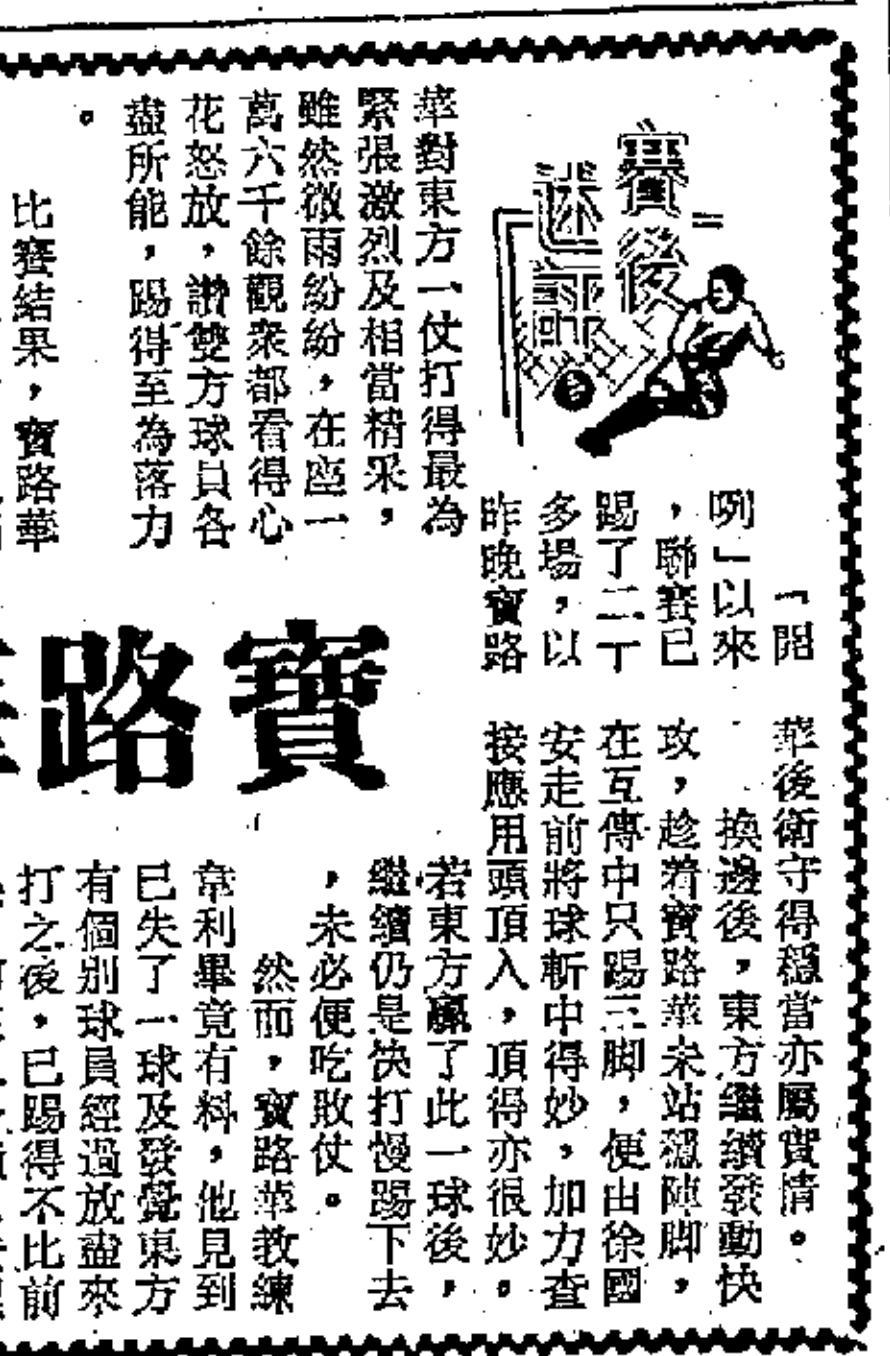 賽後
迷評
寶路
「開
咧」以來
，聯賽已
踢了二十
多場，以
昨晚寶路
華對東方一仗打得最為
緊張激烈及相當精采，
雖然微雨紛紛，在座一
萬六千餘觀衆都看得心
花怒放，讚雙方球員各
盡所能，踢得至為落力
。
比賽結果，寶路華
華後衛守得穩當亦屬實情。
換邊後，東方繼續發動快
攻，趁着寶路華未站穩陣脚，
在互傳中只踢三脚，便由徐國
安走前將球斬中得妙，加力查
接應用頭頂入，頂得亦很妙。
若東方贏了此一球後，
繼續仍是快打慢踢下去
，未必便吃敗仗。
然而，寶路華教練
韋利畢竟有料，他見到
已失了一球及發覺東方
有個別球員經過放盡來
打之後，已踢得不比前